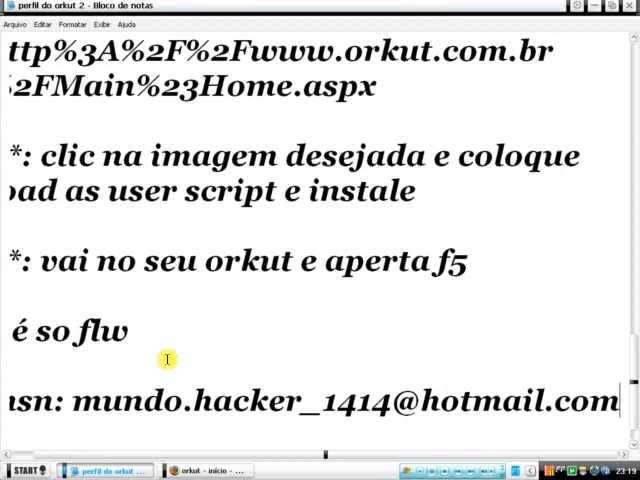 perfil do orkut 2 - Bloco de notas
Arquivo Editar Formatar Exibir Ajuda
ttp%3A%2F%2Fwww.orkut.com.br
%2FMain%23Home.aspx
*: clic na imagem desejada e coloque
oad as user script e instale
*: vai no seu orkut e aperta f5
é so flw
msn: mundo.hacker_1414@hotmail.com
START perfil do orkut ... orkut - início - ... PT 23:19